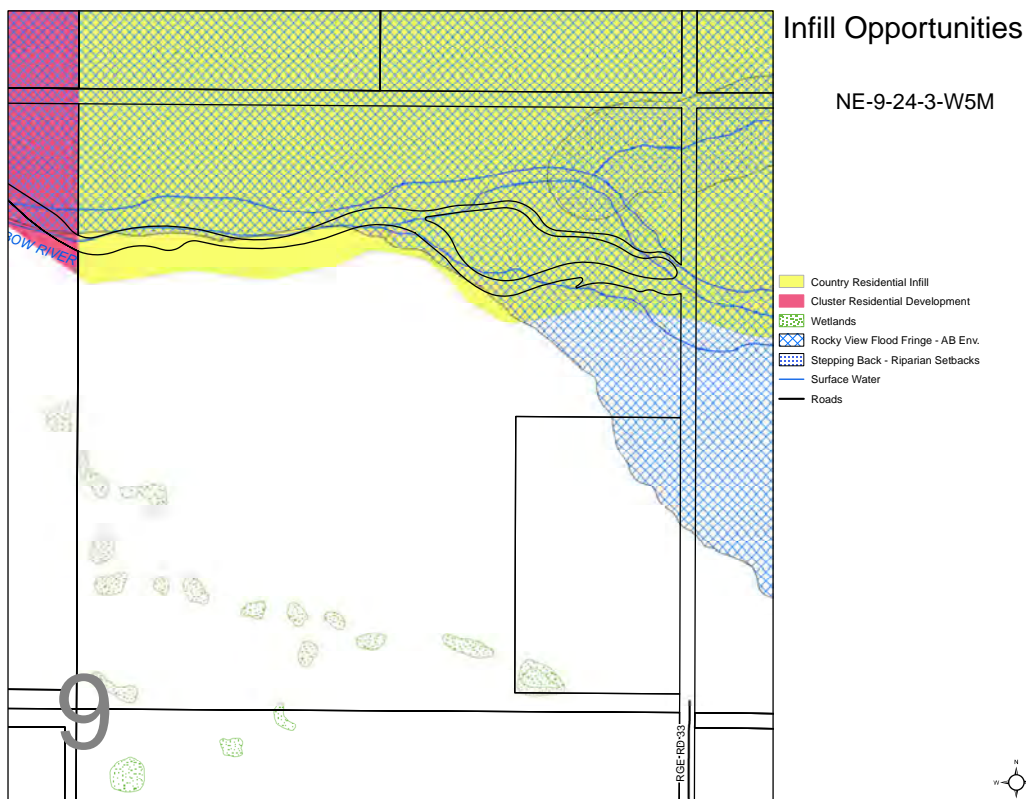 Infill Opportunities
NE-9-24-3-W5M
BOW RIVER
Country Residential Infill
Cluster Residential Development
Wetlands
Rocky View Flood Fringe - AB Env.
Stepping Back - Riparian Setbacks
Surface Water
Roads
9
RGE-RD-33
N
W